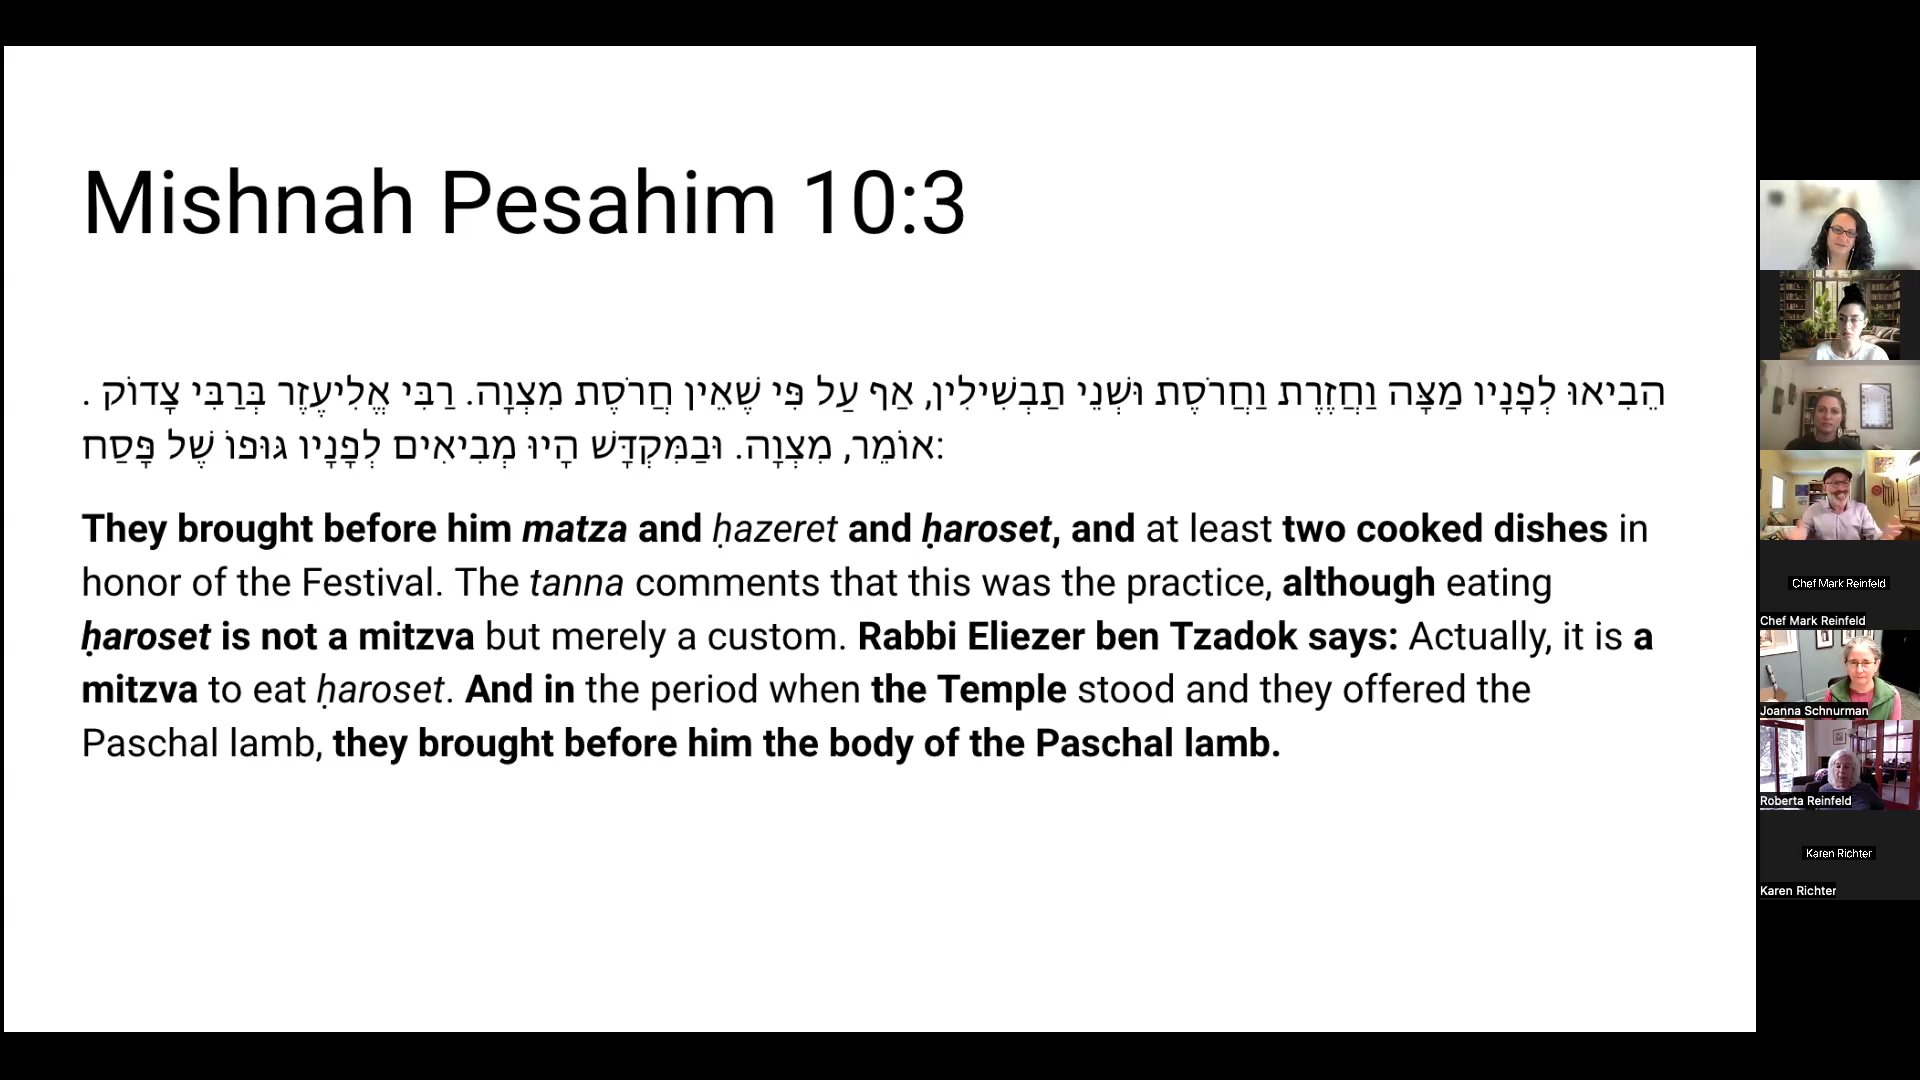 Mishnah Pesahim 10:3
הֵבִיאוּ לְפָנָיו מַצָּה וַחֲזֶרֶת וַחֲרֹסֶת וּשְׁנֵי תַבְשִׁילִין, אַף עַל פִּי שֶׁאֵין חֲרֹסֶת מִצְוָה. רַבִּי אֱלִיעֶזֶר בְּרַבִּי צָדוֹק .
אוֹמֵר, מִצְוָה. וּבַמִּקְדָּשׁ הָיוּ מְבִיאִים לְפָנָיו גּוּפוֹ שֶׁל פָּסַח:
They brought before him matza and ḥazeret and ḥaroset, and at least two cooked dishes in
honor of the Festival. The tanna comments that this was the practice, although eating
ḥaroset is not a mitzva but merely a custom. Rabbi Eliezer ben Tzadok says: Actually, it is a
mitzva to eat ḥaroset. And in the period when the Temple stood and they offered the
Paschal lamb, they brought before him the body of the Paschal lamb.
Chef Mark Reinfeld
Chef Mark Reinfeld
Joanna Schnurman
Roberta Reinfeld
Karen Richter
Karen Richter